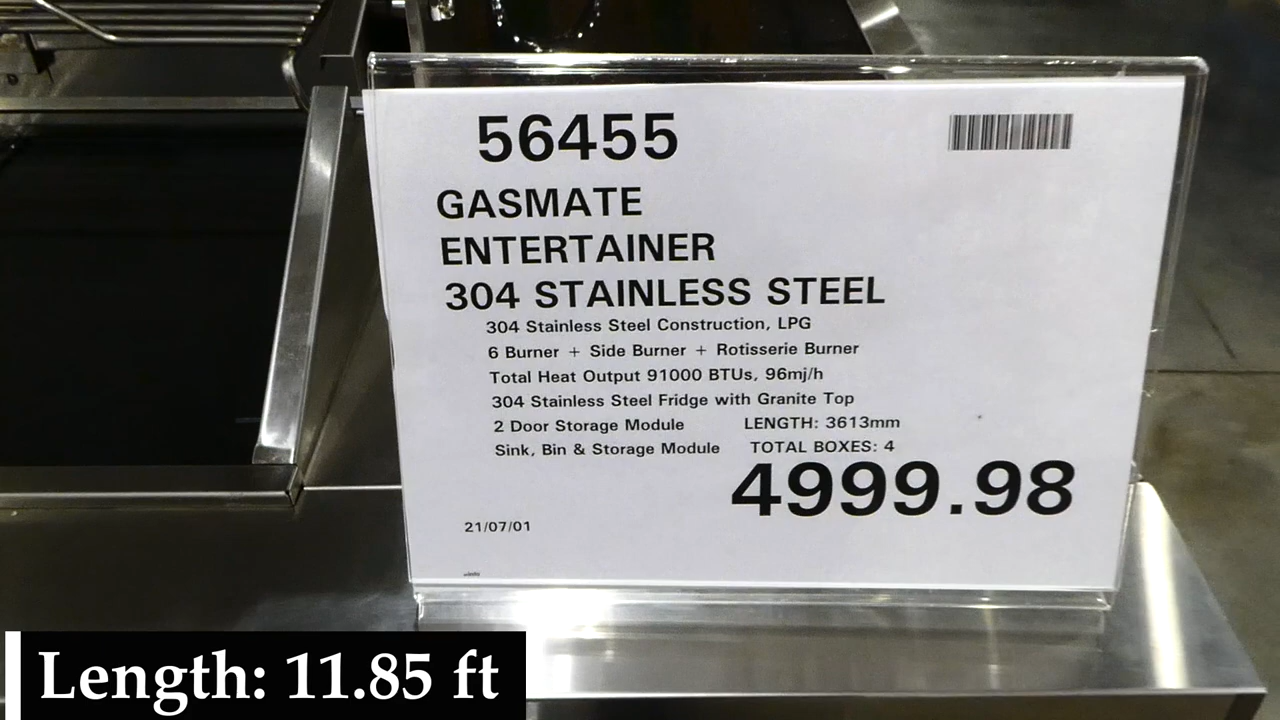 56455
GASMATE
ENTERTAINER
304 STAINLESS STEEL
304 Stainless Steel Construction, LPG
6 Burner + Side Burner + Rotisserie Burner
Total Heat Output 91000 BTUs, 96mj/h
304 Stainless Steel Fridge with Granite Top
2 Door Storage Module LENGTH: 3613mm
Sink, Bin & Storage Module TOTAL BOXES: 4
4999.98
21/07/01
Length: 11.85 ft